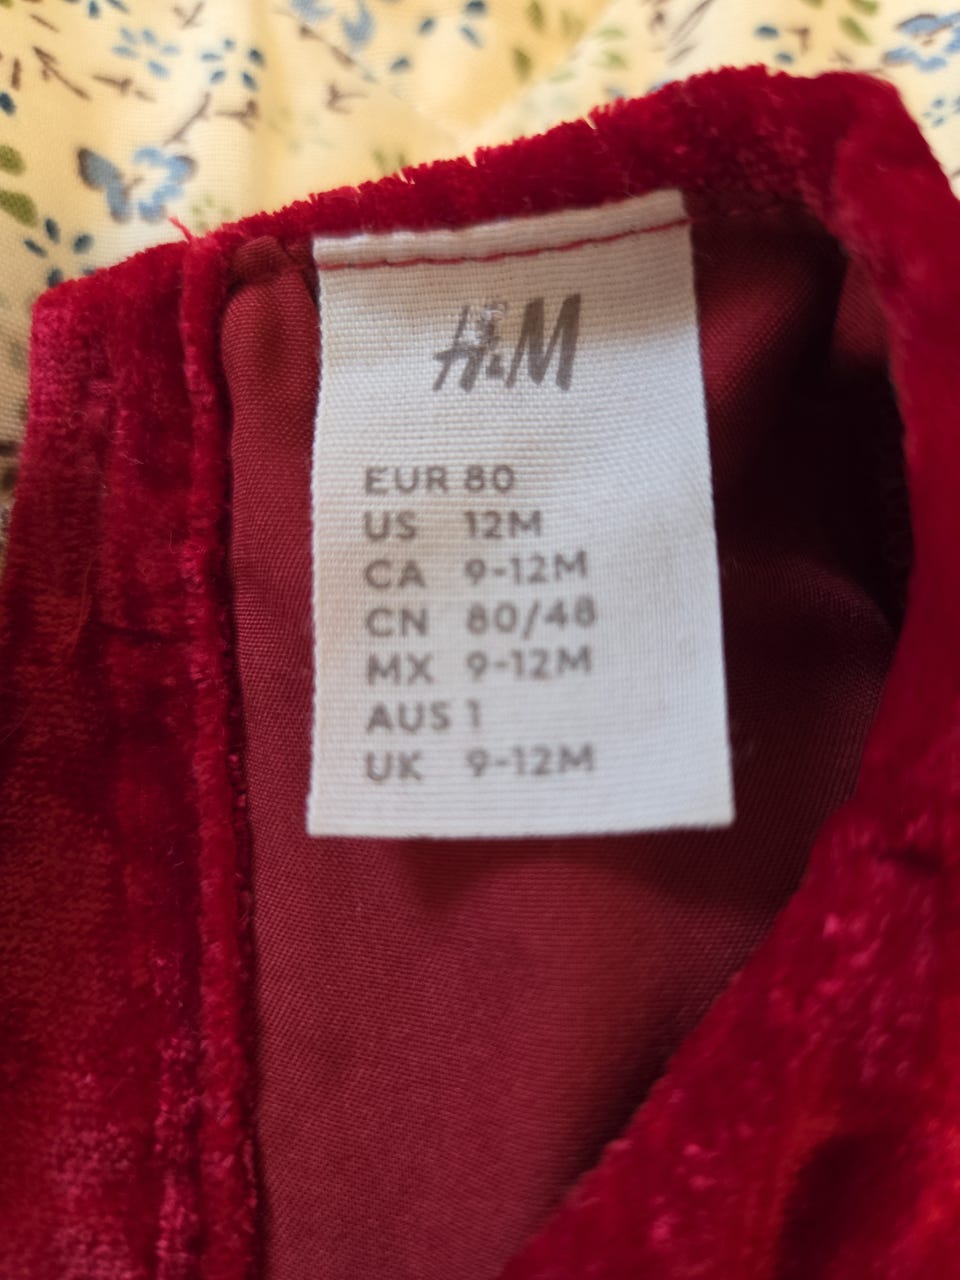 H&M
EUR 80
US 12M
CA 9-12M
CN 80/48
MX 9-12M
AUS 1
UK 9-12M